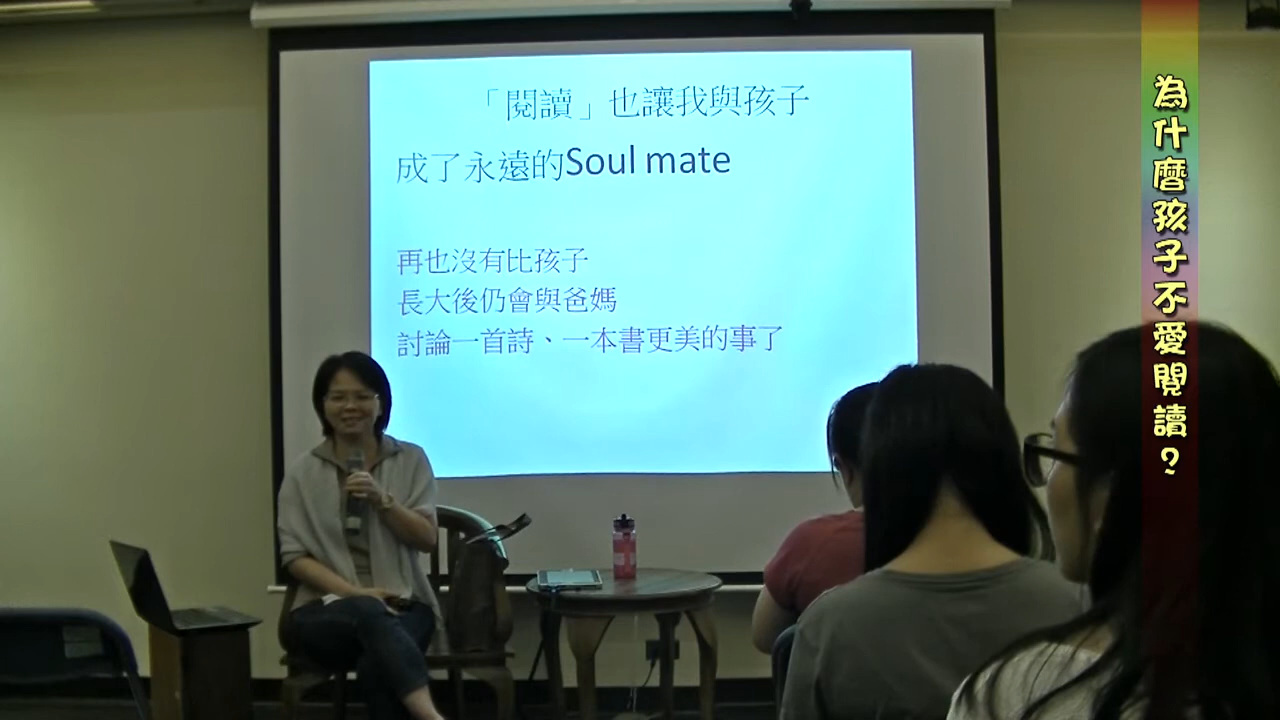 「閱讀」也讓我與孩子
成了永遠的Soul mate
再也沒有比孩子
長大後仍會與爸媽
討論一首詩、一本書更美的事了
為什麼孩子不愛閱讀？